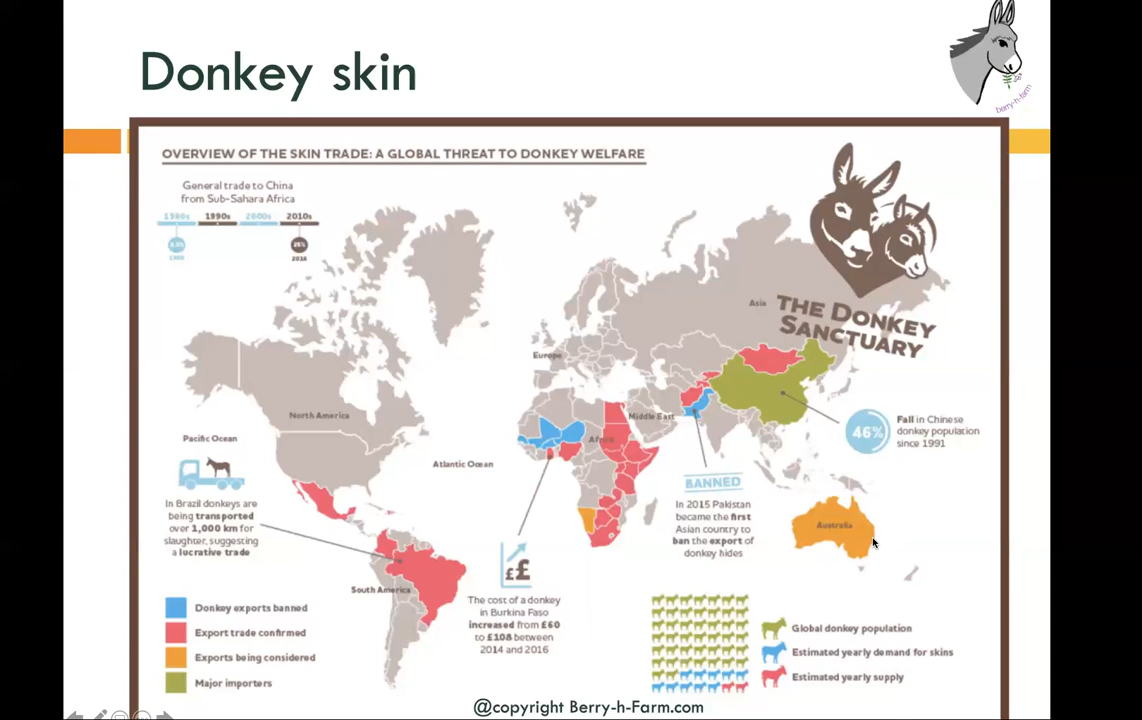 Donkey skin
berry-h-farm
OVERVIEW OF THE SKIN TRADE: A GLOBAL THREAT TO DONKEY WELFARE
General trade to China
from Sub-Sahara Africa
1980s 1990s 2000s 2010s
THE DONKEY
SANCTUARY
Asia
Europe
North America
Middle East
Africa
Pacific Ocean
Atlantic Ocean
46%
Fall in Chinese
donkey population
since 1991
In Brazil donkeys are
being transported
over 1,000 km for
slaughter, suggesting
a lucrative trade
BANNED
In 2015 Pakistan
became the first
Asian country to
ban the export of
donkey hides
Australia
South America
££
The cost of a donkey
in Burkina Faso
increased from £60
to £108 between
2014 and 2016
Donkey exports banned
Export trade confirmed
Exports being considered
Major importers
Global donkey population
Estimated yearly demand for skins
Estimated yearly supply
@copyright Berry-h-Farm.com